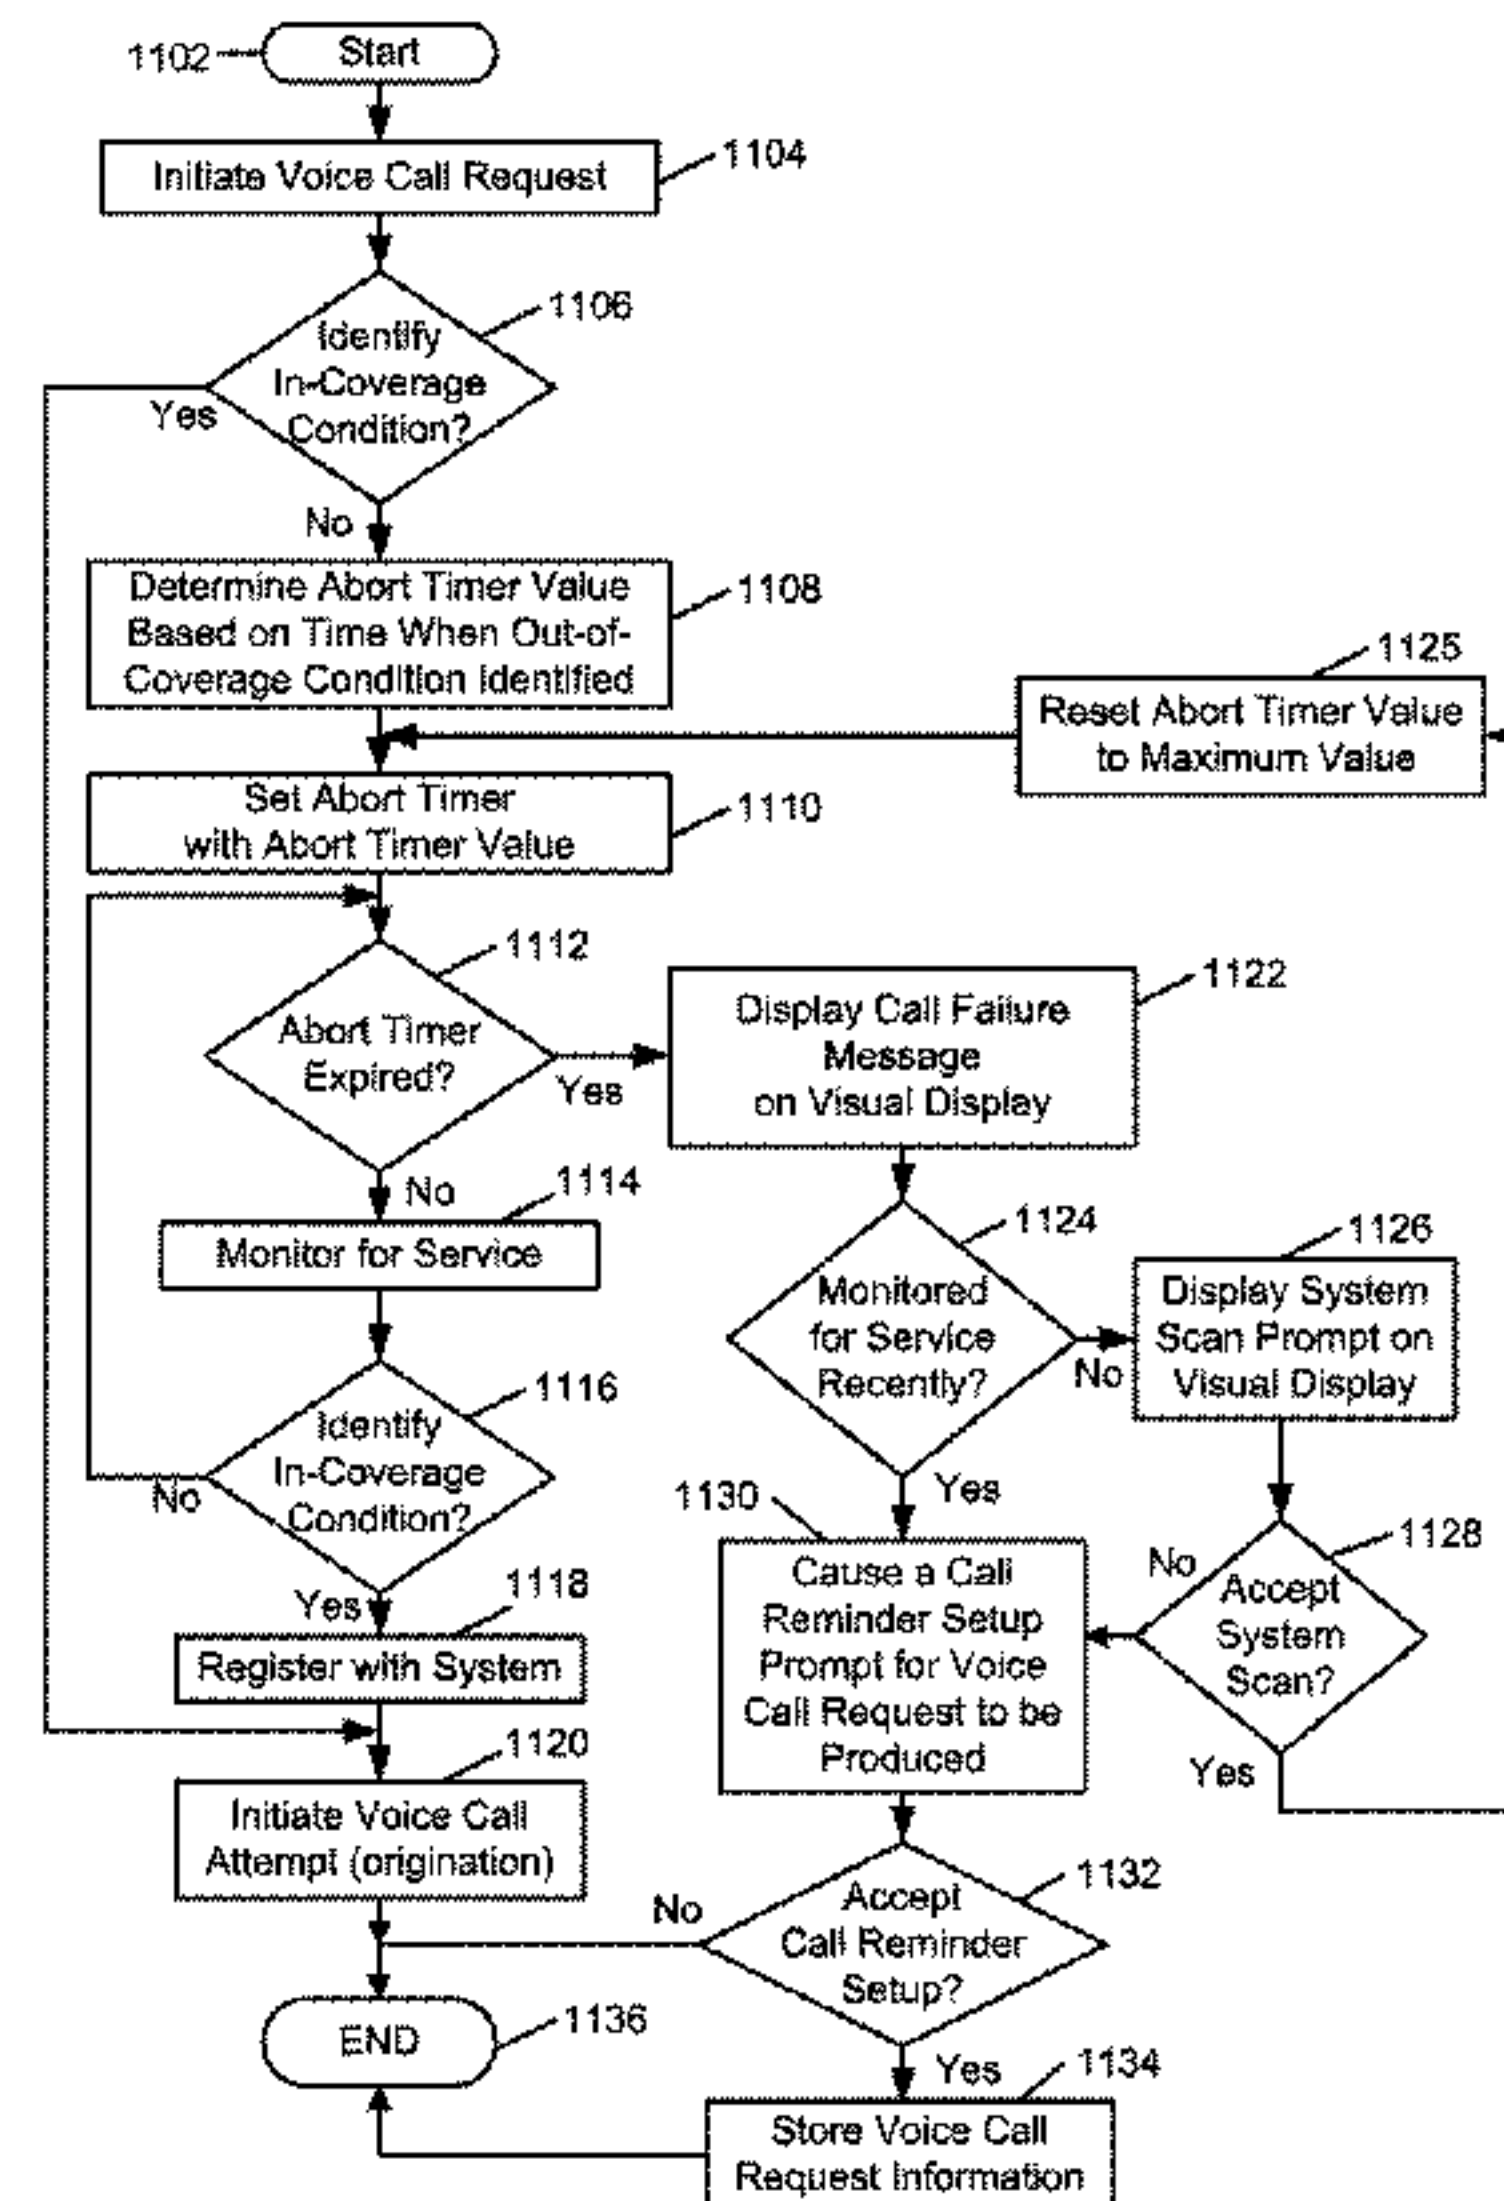 1102
Start
Initiate Voice Call Request
1104
1106
Identify
In-Coverage
Condition?
Yes
No
Determine Abort Timer Value
Based on Time When Out-of-
Coverage Condition Identified
1108
1125
Reset Abort Timer Value
to Maximum Value
Set Abort Timer
with Abort Timer Value
1110
1112
Abort Timer
Expired?
Yes
No
1122
Display Call Failure
Message
on Visual Display
1114
Monitor for Service
1124
Monitored
for Service
Recently?
No
Yes
1126
Display System
Scan Prompt on
Visual Display
1116
Identify
In-Coverage
Condition?
No
Yes
1130
Cause a Call
Reminder Setup
Prompt for Voice
Call Request to be
Produced
1128
No
Accept
System
Scan?
Yes
1118
Register with System
1120
Initiate Voice Call
Attempt (origination)
1132
No
Accept
Call Reminder
Setup?
Yes
END
1136
1134
Store Voice Call
Request Information